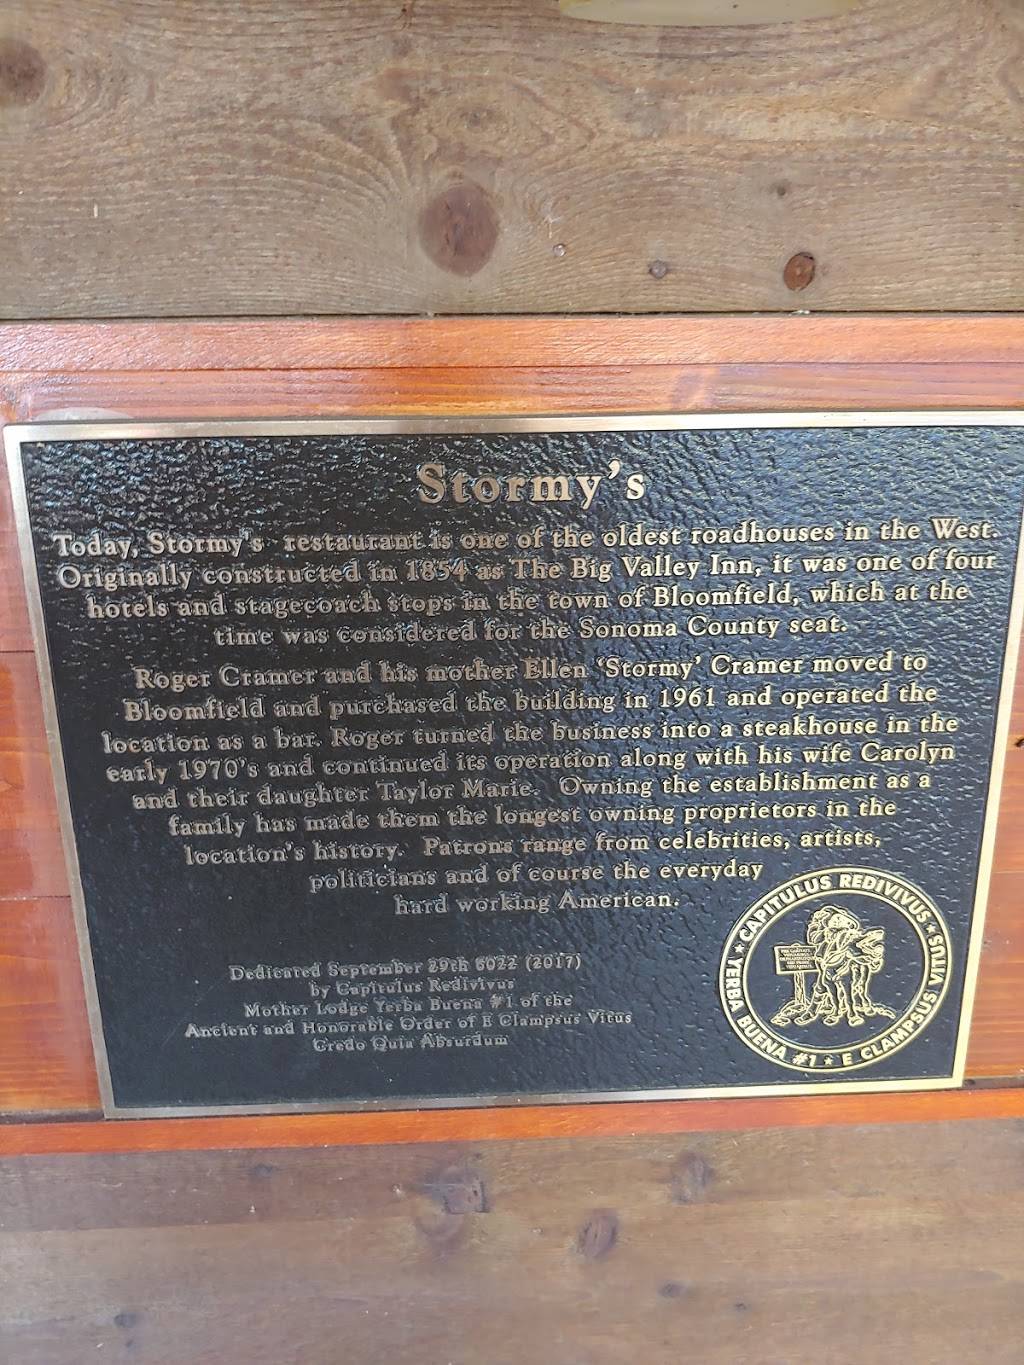 Stormy's
Today, Stormy's restaurant is one of the oldest roadhouses in the West.
Originally constructed in 1854 as The Big Valley Inn, it was one of four
hotels and stagecoach stops in the town of Bloomfield, which at the
time was considered for the Sonoma County seat.
Roger Cramer and his mother Ellen ‘Stormy’ Cramer moved to
Bloomfield and purchased the building in 1961 and operated the
location as a bar. Roger turned the business into a steakhouse in the
early 1970's and continued its operation along with his wife Carolyn
and their daughter Taylor Marie. Owning the establishment as a
family has made them the longest owning proprietors in the
location's history. Patrons range from celebrities, artists,
politicians and of course the everyday
hard working American.
Dedicated September 29th 6022 (2017)
by Capitulus Redivivus
Mother Lodge Yerba Buena #1 of the
Ancient and Honorable Order of E Clampsus Vitus
Credo Quia Absurdum
CAPITULUS REDIVIVUS
YERBA BUENA #1 ★ E CLAMPSUS VITUS